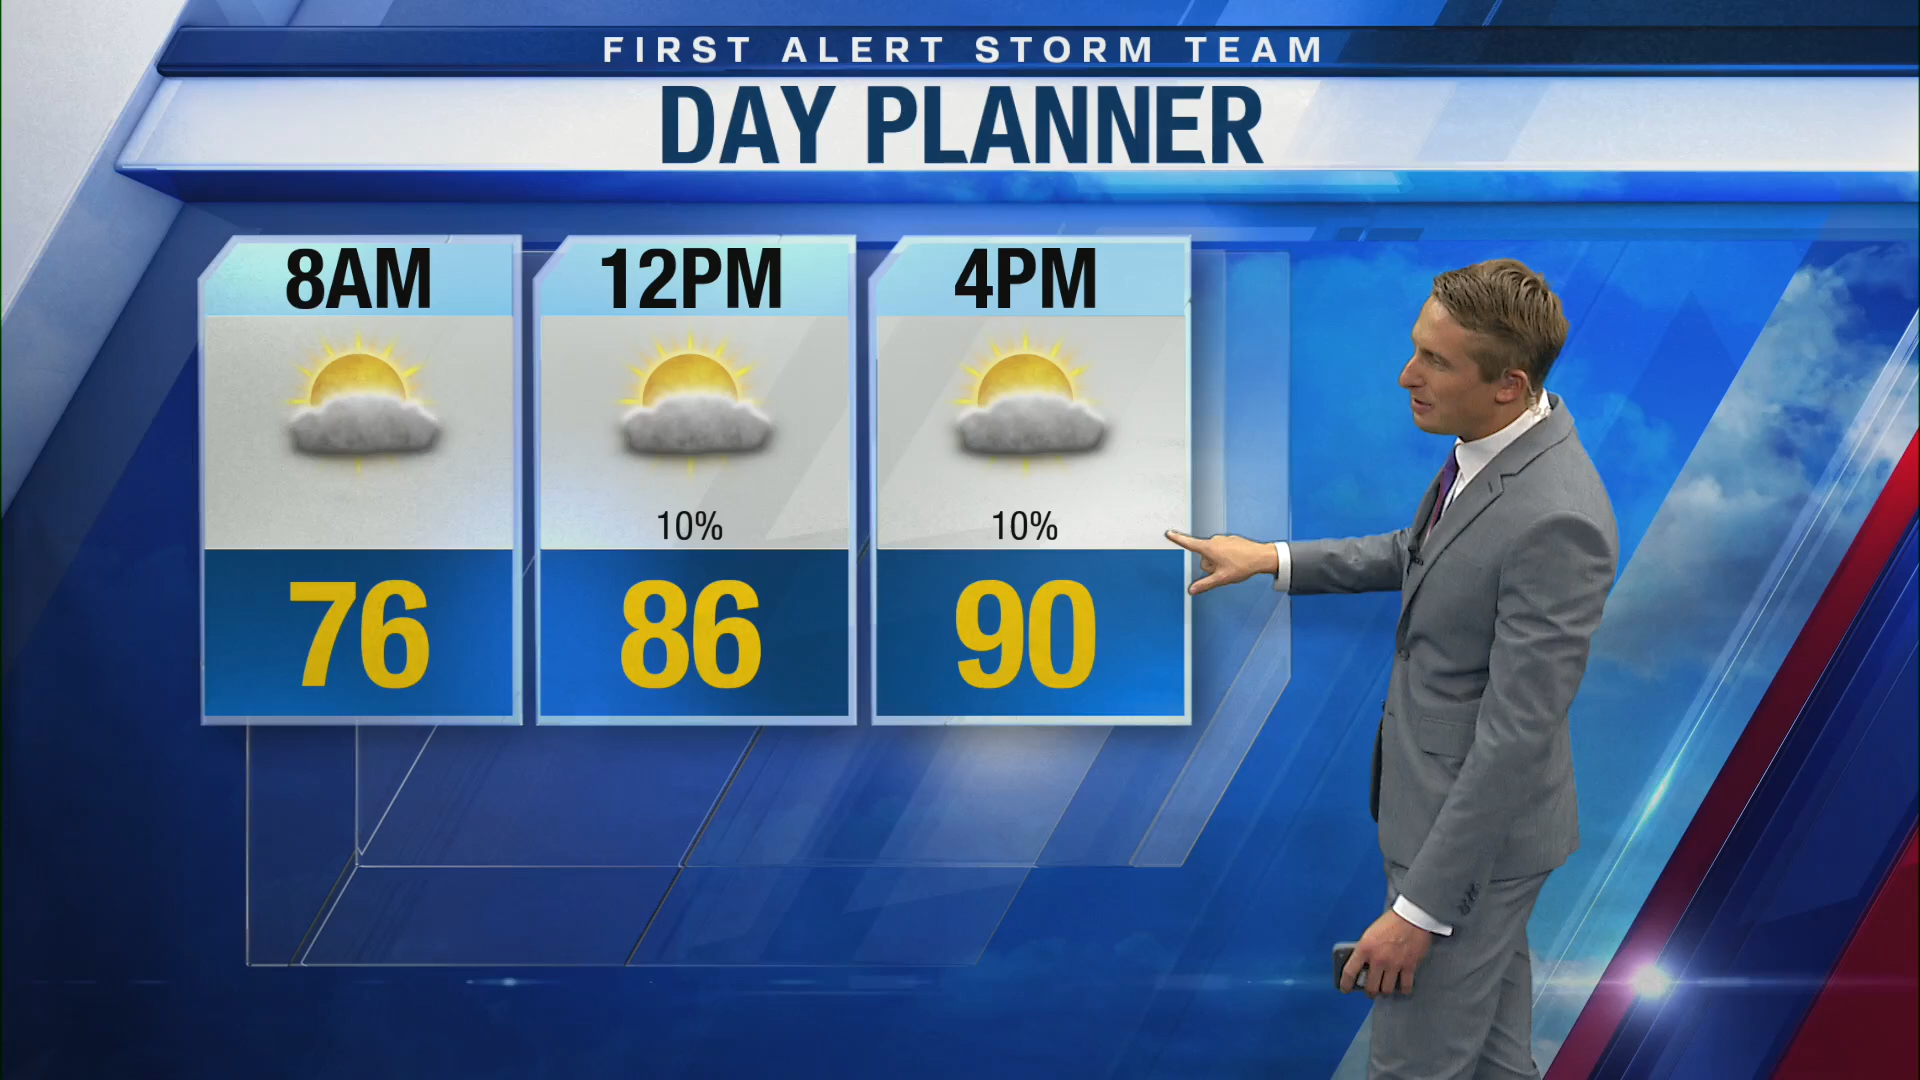 FIRST ALERT STORM TEAM
DAY PLANNER
8AM
12PM
4PM
10%
10%
76
86
90